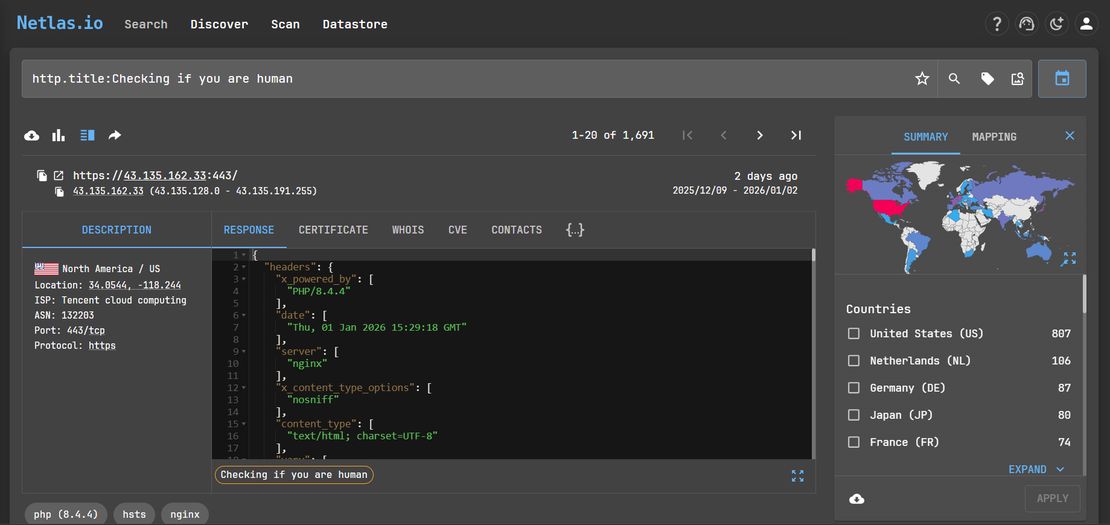 Netlas.io Search Discover Scan Datastore
http.title:Checking if you are human
1-20 of 1,691
https://43.135.162.33:443/
2 days ago
43.135.162.33 (43.135.128.0 - 43.135.191.255)
2025/12/09 - 2026/01/02
DESCRIPTION
North America / US
Location: 34.0544, -118.244
ISP: Tencent cloud computing
ASN: 132203
Port: 443/tcp
Protocol: https
RESPONSE CERTIFICATE WHOIS CVE CONTACTS {..}
1 {
2 "headers": {
3 "x_powered_by": [
4 "PHP/8.4.4"
5 ],
6 "date": [
7 "Thu, 01 Jan 2026 15:29:18 GMT"
8 ],
9 "server": [
10 "nginx"
11 ],
12 "x_content_type_options": [
13 "nosniff"
14 ],
15 "content_type": [
16 "text/html; charset=UTF-8"
17 ],
Checking if you are human
php (8.4.4) hsts nginx
SUMMARY MAPPING
Countries
United States (US) 807
Netherlands (NL) 106
Germany (DE) 87
Japan (JP) 80
France (FR) 74
EXPAND
APPLY